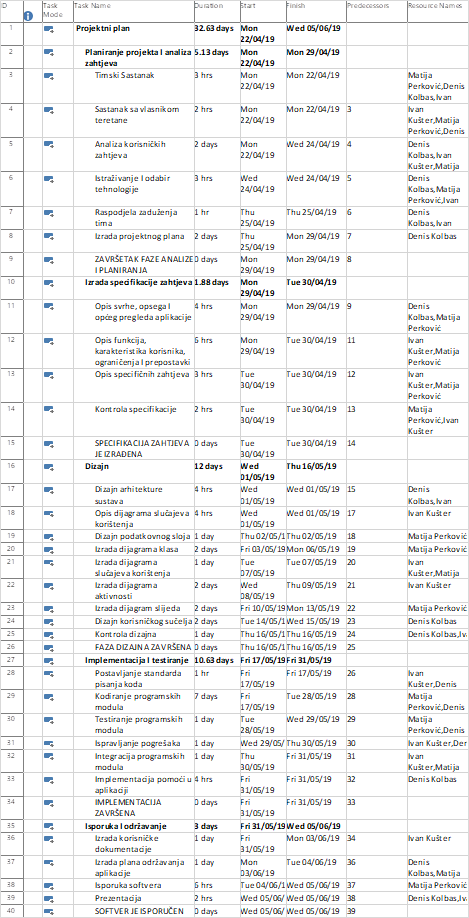 ID Task Mode Task Name Duration Start Finish Predecessors Resource Names
1 Projektni plan 32.63 days Mon 22/04/19 Wed 05/06/19
2 Planiranje projekta I analiza zahtjeva 5.13 days Mon 22/04/19 Mon 29/04/19
3 Timski Sastanak 3 hrs Mon 22/04/19 Mon 22/04/19 Matija Perković,Denis Kolbas,Ivan
4 Sastanak sa vlasnikom teretane 2 hrs Mon 22/04/19 Mon 22/04/19 3 Ivan Kušter,Matija Perković,Denis
5 Analiza korisničkih zahtjeva 2 days Mon 22/04/19 Wed 24/04/19 4 Denis Kolbas,Ivan Kušter,Matija
6 Istraživanje I odabir tehnologije 3 hrs Wed 24/04/19 Wed 24/04/19 5 Denis Kolbas,Matija Perković,Ivan
7 Raspodjela zaduženja tima 1 hr Thu 25/04/19 Thu 25/04/19 6 Denis Kolbas,Ivan
8 Izrada projektnog plana 2 days Thu 25/04/19 Mon 29/04/19 7 Denis Kolbas
9 ZAVRŠETAK FAZE ANALIZE I PLANIRANJA 0 days Mon 29/04/19 Mon 29/04/19 8
10 Izrada specifikacije zahtjeva 1.88 days Mon 29/04/19 Tue 30/04/19
11 Opis svrhe, opsega I općeg pregleda aplikacije 4 hrs Mon 29/04/19 Mon 29/04/19 9 Denis Kolbas,Matija Perković
12 Opis funkcija, karakteristika korisnika, ograničenja I prepostavki 6 hrs Mon 29/04/19 Tue 30/04/19 11 Ivan Kušter,Matija Perković
13 Opis specifičnih zahtjeva 3 hrs Tue 30/04/19 Tue 30/04/19 12 Ivan Kušter,Matija Perković
14 Kontrola specifikacije 2 hrs Tue 30/04/19 Tue 30/04/19 13 Matija Perković,Ivan Kušter
15 SPECIFIKACIJA ZAHTJEVA JE IZRAĐENA 0 days Tue 30/04/19 Tue 30/04/19 14
16 Dizajn 12 days Wed 01/05/19 Thu 16/05/19
17 Dizajn arhitekture sustava 4 hrs Wed 01/05/19 Wed 01/05/19 15 Denis Kolbas,Ivan
18 Opis dijagrama slučajeva korištenja 4 hrs Wed 01/05/19 Wed 01/05/19 17 Ivan Kušter
19 Dizajn podatkovnog sloja 1 day Thu 02/05/1 Thu 02/05/19 18 Matija Perković
20 Izrada dijagrama klasa 2 days Fri 03/05/19 Mon 06/05/19 19 Matija Perković
21 Izrada dijagrama slučajeva korištenja 1 day Tue 07/05/19 Tue 07/05/19 20 Ivan Kušter,Matija
22 Izrada dijagrama aktivnosti 2 days Wed 08/05/19 Thu 09/05/19 21 Ivan Kušter
23 Izrada dijagram slijeda 2 days Fri 10/05/19 Mon 13/05/19 22 Matija Perković
24 Dizajn korisničkog sučelja 2 days Tue 14/05/1 Wed 15/05/19 23 Denis Kolbas
25 Kontrola dizajna 1 day Thu 16/05/1 Thu 16/05/19 24 Denis Kolbas,Iv
26 FAZA DIZAJNA ZAVRŠENA 0 days Thu 16/05/1 Thu 16/05/19 25
27 Implementacija I testiranje 10.63 days Fri 17/05/19 Fri 31/05/19
28 Postavljanje standarda pisanja koda 1 hr Fri 17/05/19 Fri 17/05/19 26 Ivan Kušter,Denis
29 Kodiranje programskih modula 7 days Fri 17/05/19 Tue 28/05/19 28 Matija Perković,Denis
30 Testiranje programskih modula 1 day Tue 28/05/19 Wed 29/05/19 29 Matija Perković,Denis
31 Ispravljanje pogrešaka 1 day Wed 29/05/ Thu 30/05/19 30 Ivan Kušter,Der
32 Integracija programskih modula 1 day Thu 30/05/19 Fri 31/05/19 31 Ivan Kušter,Matija
33 Implementacija pomoći u aplikaciji 4 hrs Fri 31/05/19 Fri 31/05/19 32 Denis Kolbas
34 IMPLEMENTACIJA ZAVRŠENA 0 days Fri 31/05/19 Fri 31/05/19 33
35 Isporuka I održavanje 3 days Fri 31/05/19 Wed 05/06/19
36 Izrada korisničke dokumentacije 1 day Fri 31/05/19 Mon 03/06/19 34 Ivan Kušter
37 Izrada plana održavanja aplikacije 1 day Mon 03/06/19 Tue 04/06/19 36 Denis Kolbas,Matija
38 Isporuka softvera 6 hrs Tue 04/06/1 Wed 05/06/19 37 Matija Perković
39 Prezentacija 2 hrs Wed 05/06/ Wed 05/06/19 38 Denis Kolbas,Iv
40 SOFTVER JE ISPORUČEN 0 days Wed 05/06/ Wed 05/06/19 39